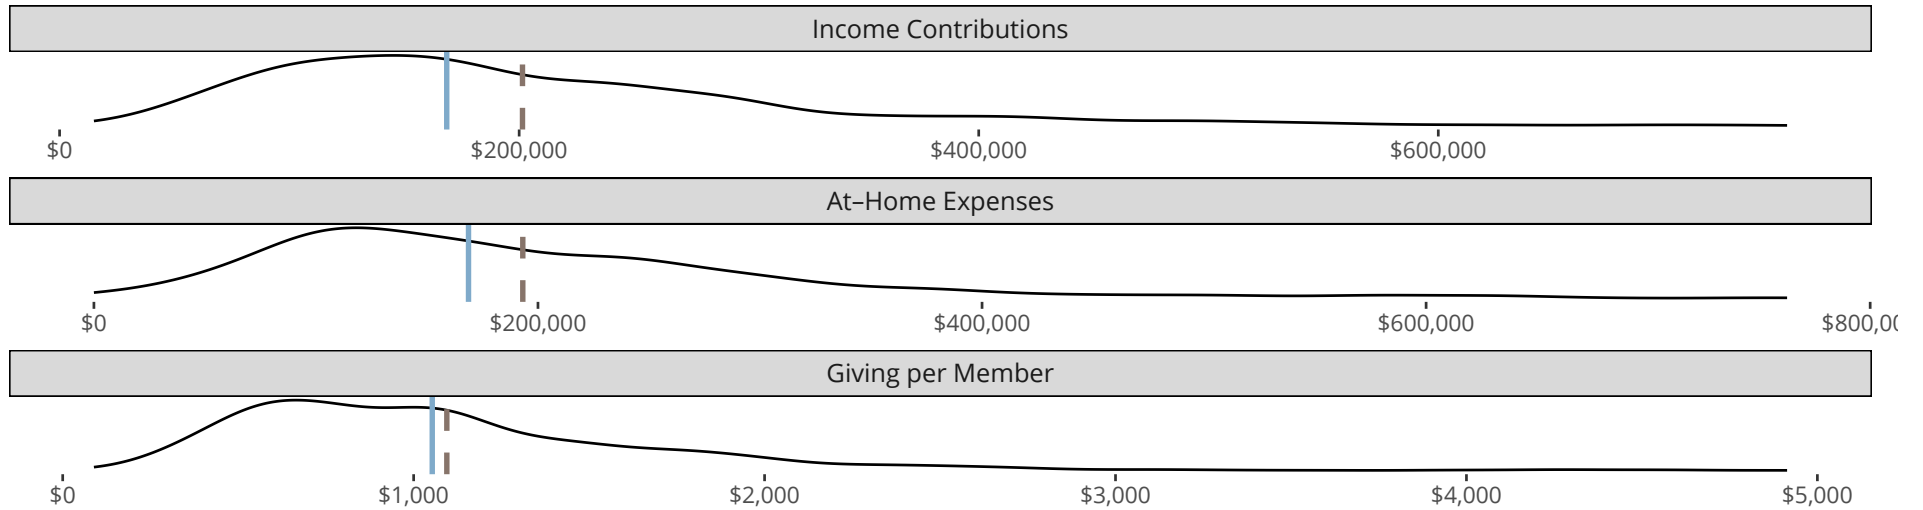 Income Contributions
$0 $200,000 $400,000 $600,000
At–Home Expenses
$0 $200,000 $400,000 $600,000
Giving per Member
$0 $1,000 $2,000 $3,000 $4,000 $5,000